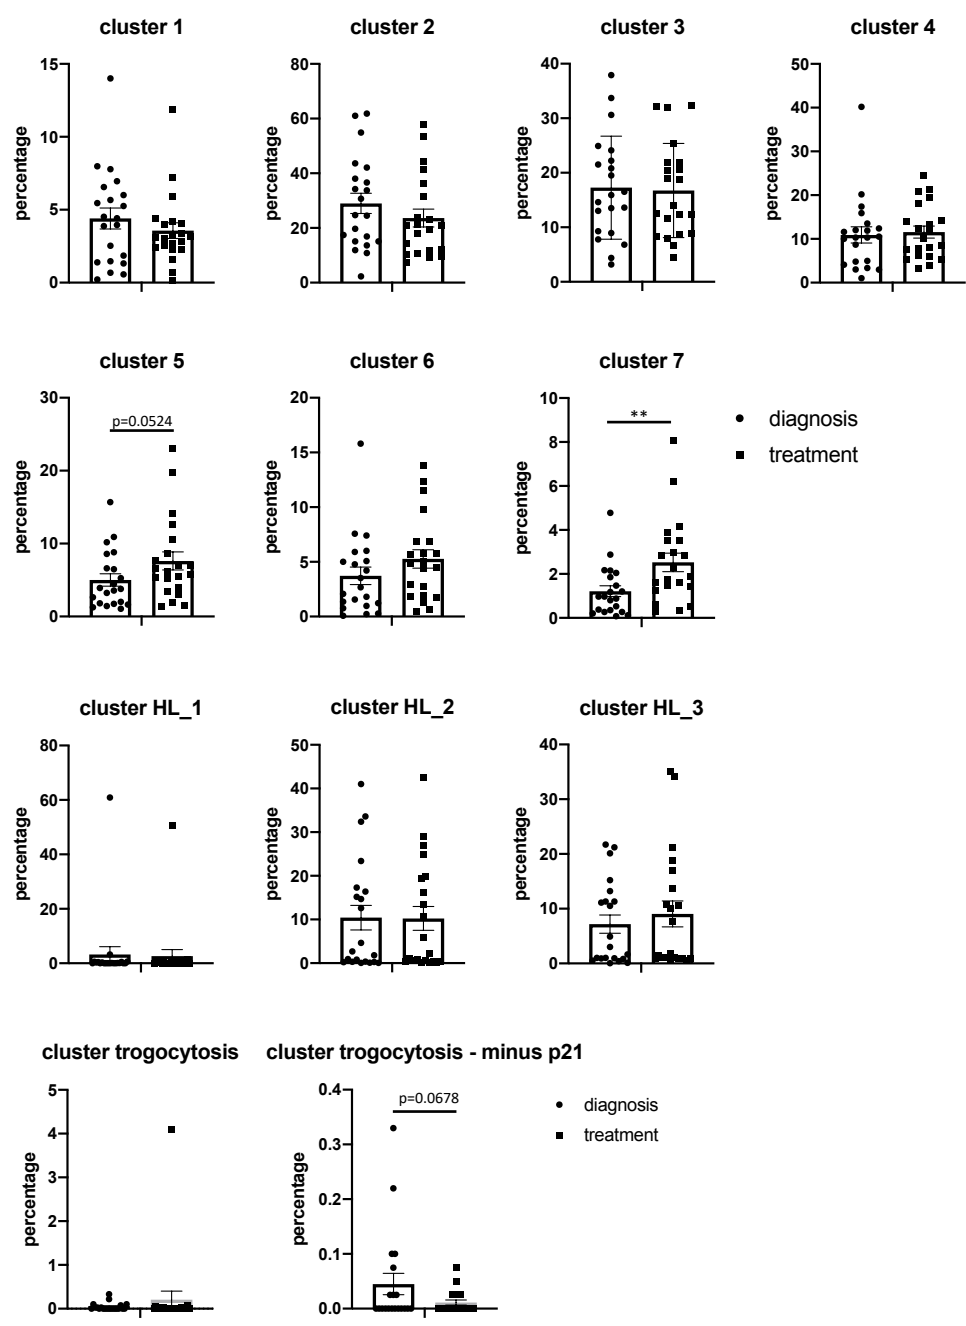 cluster 1
cluster 2
cluster 3
cluster 4
percentage
15
10
5
0
percentage
80
60
40
20
0
percentage
40
30
20
10
0
percentage
50
40
30
20
10
0
cluster 5
cluster 6
cluster 7
percentage
30
20
10
0
p=0.0524
percentage
20
15
10
5
0
percentage
10
8
6
4
2
0
**
diagnosis
treatment
cluster HL_1
cluster HL_2
cluster HL_3
percentage
80
60
40
20
0
percentage
50
40
30
20
10
0
percentage
40
30
20
10
0
cluster trogocytosis
cluster trogocytosis - minus p21
percentage
5
4
3
2
1
0
percentage
0.4
0.3
0.2
0.1
0.0
p=0.0678
diagnosis
treatment